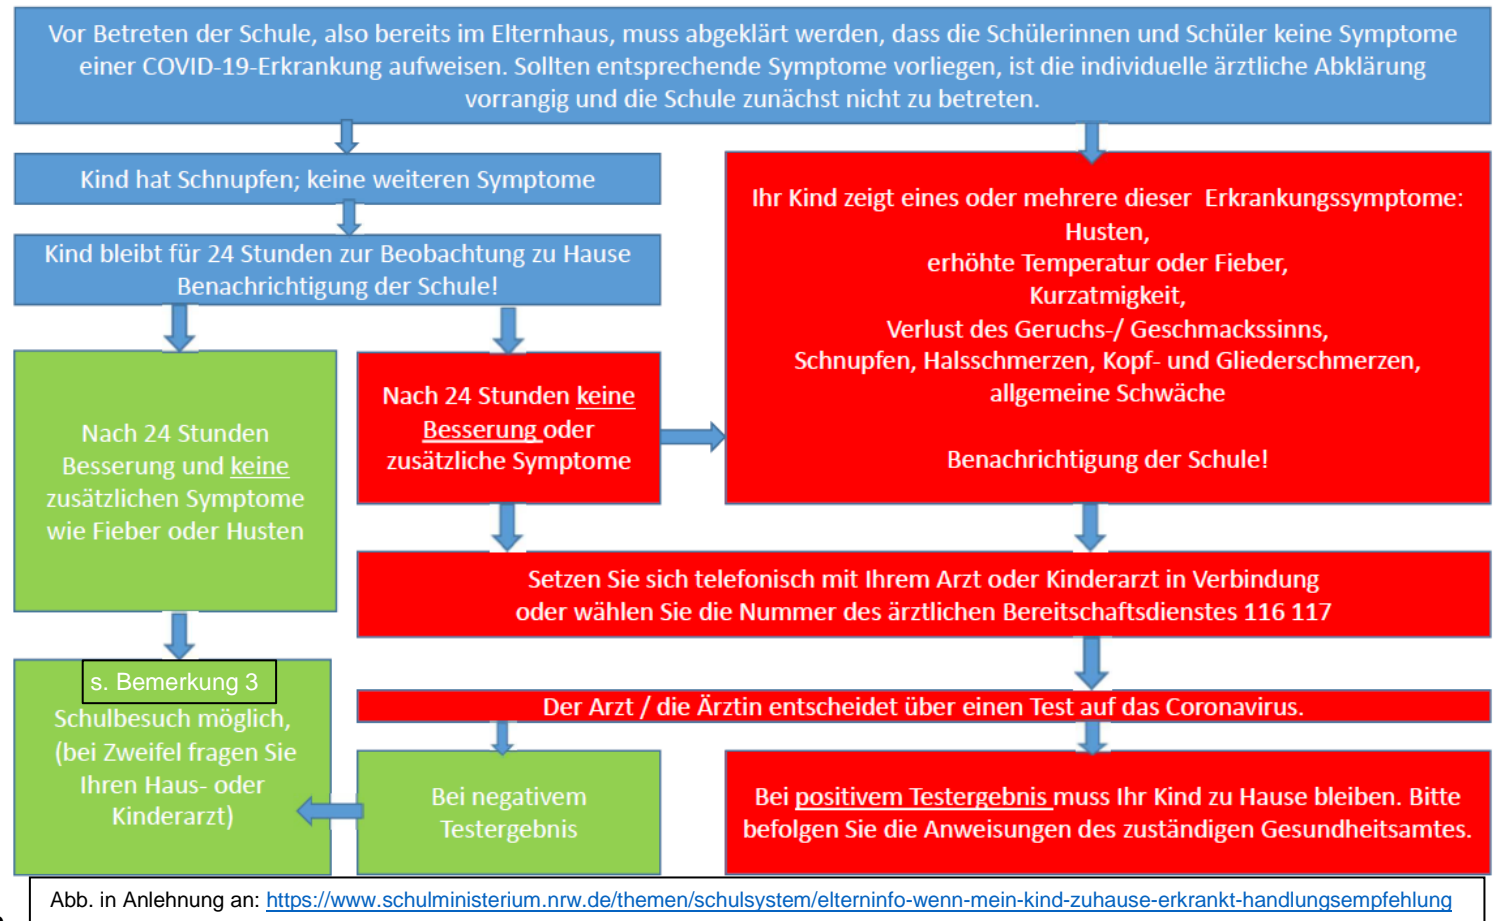 Vor Betreten der Schule, also bereits im Elternhaus, muss abgeklärt werden, dass die Schülerinnen und Schüler keine Symptome
einer COVID-19-Erkrankung aufweisen. Sollten entsprechende Symptome vorliegen, ist die individuelle ärztliche Abklärung
vorrangig und die Schule zunächst nicht zu betreten.
Kind hat Schnupfen; keine weiteren Symptome
Kind bleibt für 24 Stunden zur Beobachtung zu Hause
Benachrichtigung der Schule!
Ihr Kind zeigt eines oder mehrere dieser Erkrankungssymptome:
Husten,
erhöhte Temperatur oder Fieber,
Kurzatmigkeit,
Verlust des Geruchs-/ Geschmackssinns,
Schnupfen, Halsschmerzen, Kopf- und Gliederschmerzen,
allgemeine Schwäche
Benachrichtigung der Schule!
Nach 24 Stunden
Besserung und keine
zusätzlichen Symptome
wie Fieber oder Husten
Nach 24 Stunden keine
Besserung oder
zusätzliche Symptome
Setzen Sie sich telefonisch mit Ihrem Arzt oder Kinderarzt in Verbindung
oder wählen Sie die Nummer des ärztlichen Bereitschaftsdienstes 116 117
s. Bemerkung 3
Schulbesuch möglich,
(bei Zweifel fragen Sie
Ihren Haus- oder
Kinderarzt)
Der Arzt / die Ärztin entscheidet über einen Test auf das Coronavirus.
Bei negativem
Testergebnis
Bei positivem Testergebnis muss Ihr Kind zu Hause bleiben. Bitte
befolgen Sie die Anweisungen des zuständigen Gesundheitsamtes.
Abb. in Anlehnung an: https://www.schulministerium.nrw.de/themen/schulsystem/elterninfo-wenn-mein-kind-zuhause-erkrankt-handlungsempfehlung